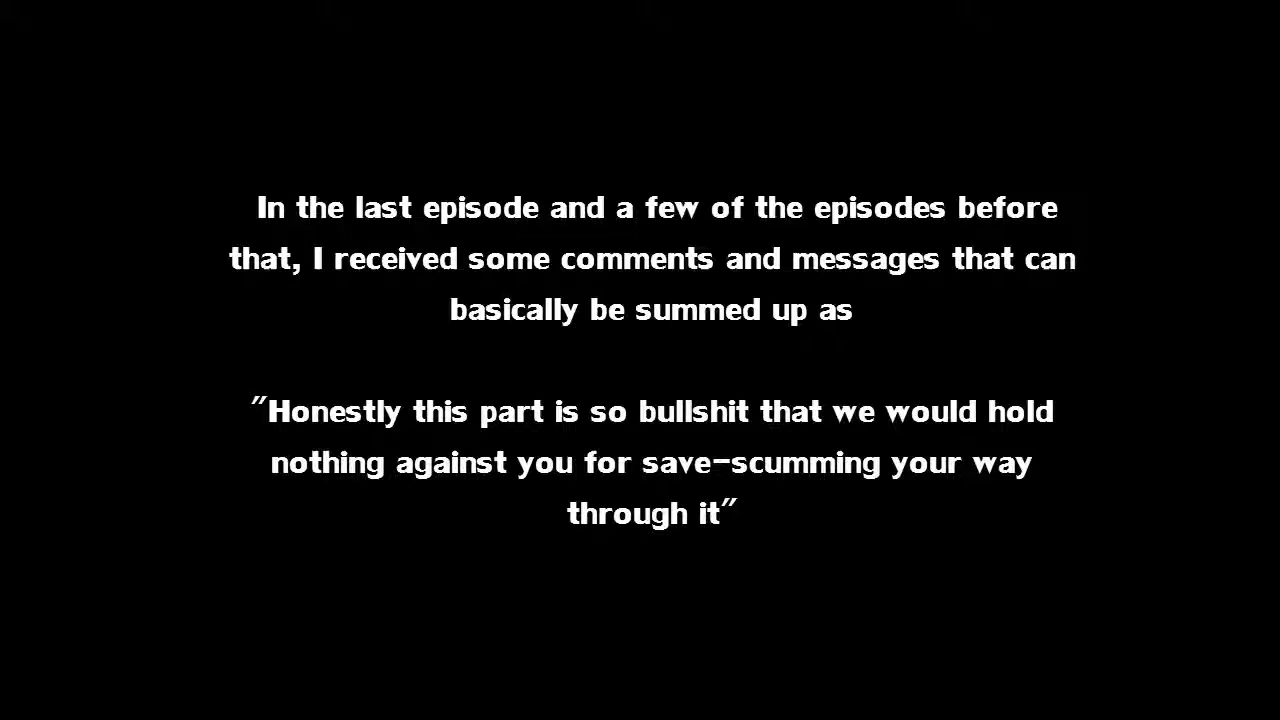 In the last episode and a few of the episodes before
that, I received some comments and messages that can
basically be summed up as
"Honestly this part is so bullshit that we would hold
nothing against you for save-scumming your way
through it"